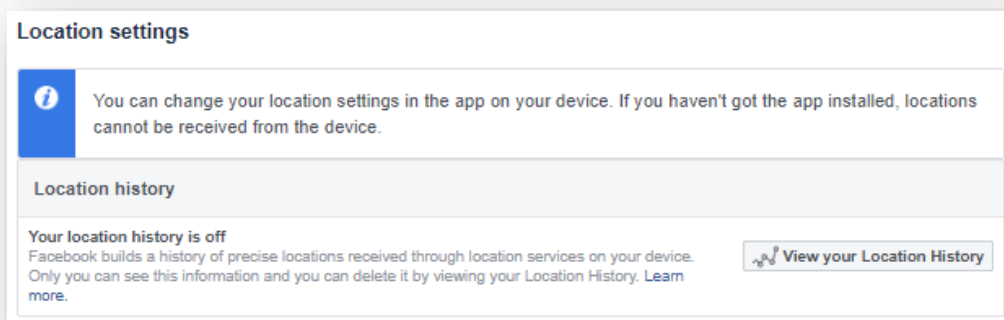 Location settings
You can change your location settings in the app on your device. If you haven't got the app installed, locations
cannot be received from the device.
Location history
Your location history is off
Facebook builds a history of precise locations received through location services on your device.
Only you can see this information and you can delete it by viewing your Location History. Learn
more.
View your Location History